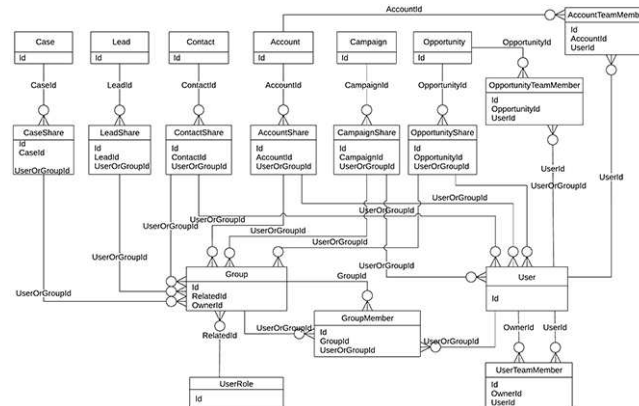 AccountId
AccountTeamMemb
Id
AccountId
UserId
Case
Id
Lead
Id
Contact
Id
Account
Id
Campaign
Id
Opportunity
Id
OpportunityId
CaseId
LeadId
ContactId
AccountId
CampaignId
OpportunityId
OpportunityTeamMember
Id
OpportunityId
UserId
CaseShare
Id
CaseId
UserOrGroupId
LeadShare
Id
LeadId
UserOrGroupId
ContactShare
Id
ContactId
UserOrGroupId
AccountShare
Id
AccountId
UserOrGroupId
CampaignShare
Id
CampaignId
UserOrGroupId
OpportunityShare
Id
OpportunityId
UserOrGroupId
UserId
UserOrGroupId
UserId
UserOrGroupId
UserOrGroupId
UserOrGroupId
UserOrGroupId
UserOrGroupId
UserOrGroupId
UserOrGroupId
UserOrGroupId
Group
Id
RelatedId
OwnerId
GroupId
User
Id
GroupMember
Id
GroupId
UserOrGroupId
RelatedId
UserOrGroupId
UserOrGroupId
OwnerId
UserId
UserRole
Id
UserTeamMember
Id
OwnerId
UserId